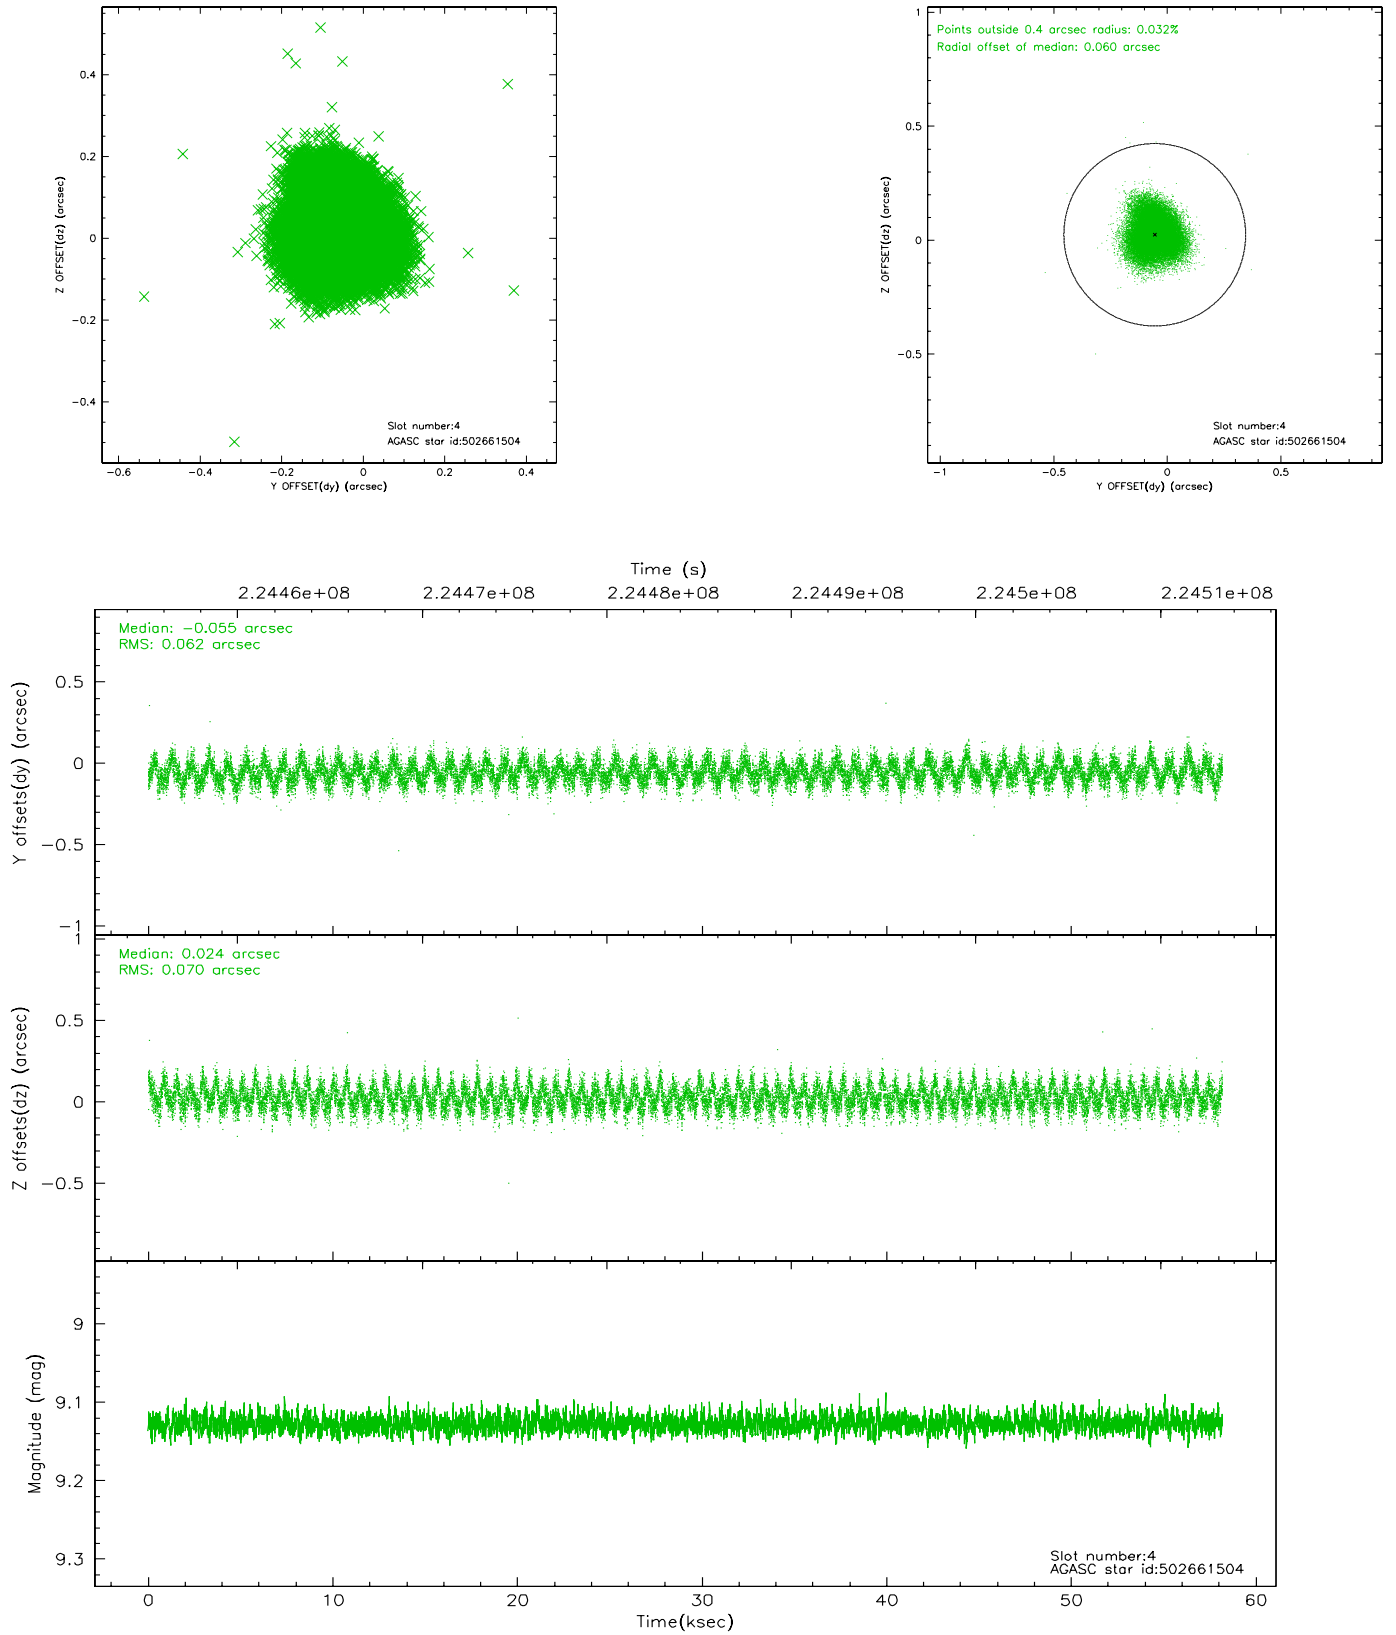 0.4
0.2
0
−0.2
−0.4
Z OFFSET(dz) (arcsec)
Slot number:4
AGASC star id:502661504
−0.6 −0.4 −0.2 0 0.2 0.4
Y OFFSET(dy) (arcsec)
1
Points outside 0.4 arcsec radius: 0.032%
Radial offset of median: 0.060 arcsec
0.5
0
−0.5
Z OFFSET(dz) (arcsec)
Slot number:4
AGASC star id:502661504
−1 −0.5 0 0.5
Y OFFSET(dy) (arcsec)
Time (s)
2.2446e+08 2.2447e+08 2.2448e+08 2.2449e+08 2.245e+08 2.2451e+08
Median: −0.055 arcsec
RMS: 0.062 arcsec
0.5
0
−0.5
−1
Y offsets(dy) (arcsec)
1
Median: 0.024 arcsec
RMS: 0.070 arcsec
0.5
0
−0.5
Z offsets(dz) (arcsec)
9
9.1
9.2
9.3
Magnitude (mag)
Slot number:4
AGASC star id:502661504
0 10 20 30 40 50 60
Time(ksec)